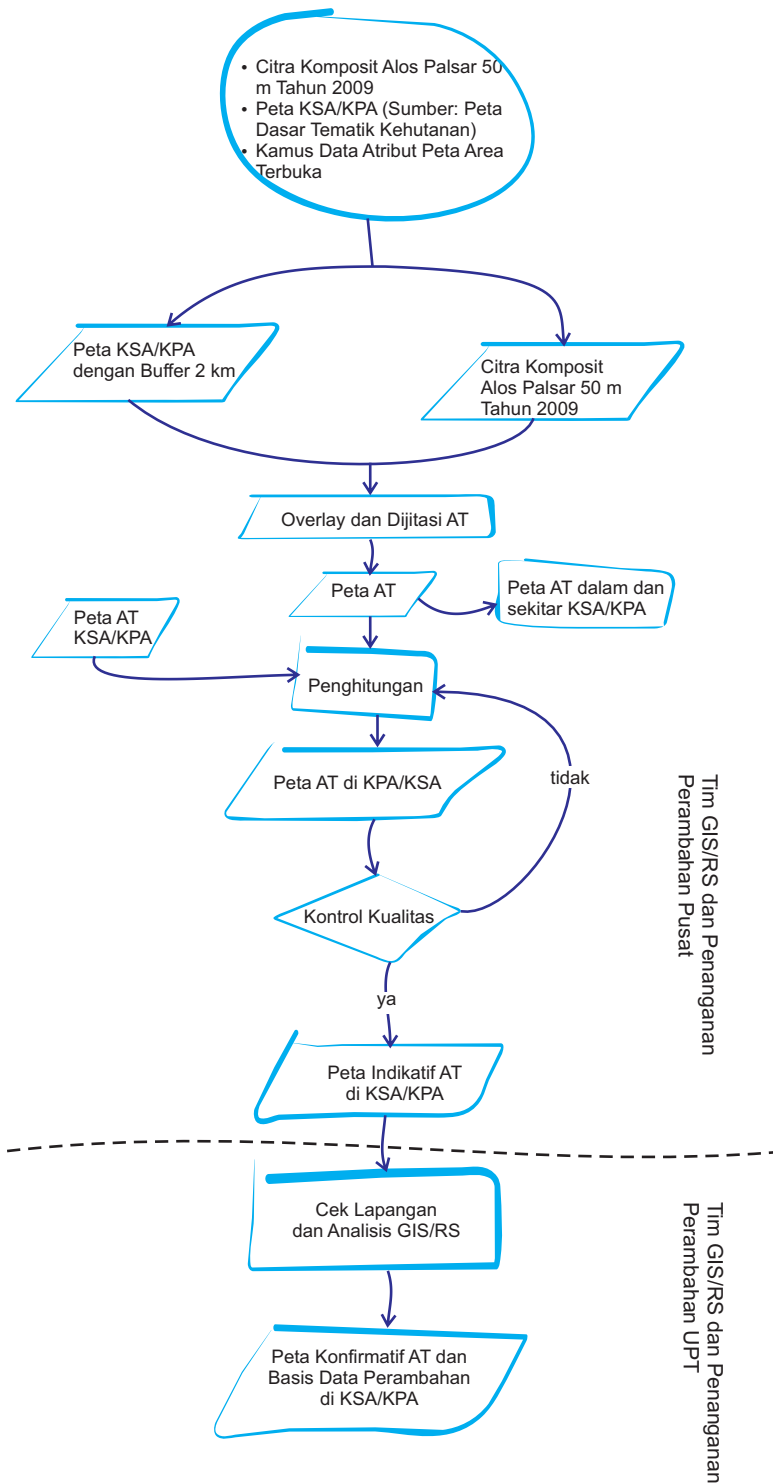 • Citra Komposit Alos Palsar 50
m Tahun 2009
• Peta KSA/KPA (Sumber: Peta
Dasar Tematik Kehutanan)
• Kamus Data Atribut Peta Area
Terbuka
Peta KSA/KPA
dengan Buffer 2 km
Citra Komposit
Alos Palsar 50 m
Tahun 2009
Overlay dan Dijitasi AT
Peta AT
Peta AT dalam dan
sekitar KSA/KPA
Peta AT
KSA/KPA
Penghitungan
Peta AT di KPA/KSA
tidak
Kontrol Kualitas
ya
Peta Indikatif AT
di KSA/KPA
Tim GIS/RS dan Penanganan
Perambahan Pusat
Cek Lapangan
dan Analisis GIS/RS
Peta Konfirmatif AT dan
Basis Data Perambahan
di KSA/KPA
Tim GIS/RS dan Penanganan
Perambahan UPT